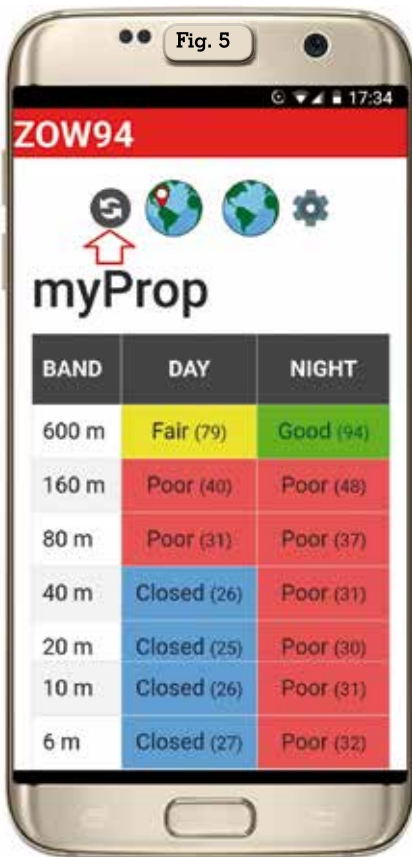 Fig. 5
17:34
ZOW94
myProp
BAND DAY NIGHT
600 m Fair (79) Good (94)
160 m Poor (40) Poor (48)
80 m Poor (31) Poor (37)
40 m Closed (26) Poor (31)
20 m Closed (25) Poor (30)
10 m Closed (26) Poor (31)
6 m Closed (27) Poor (32)